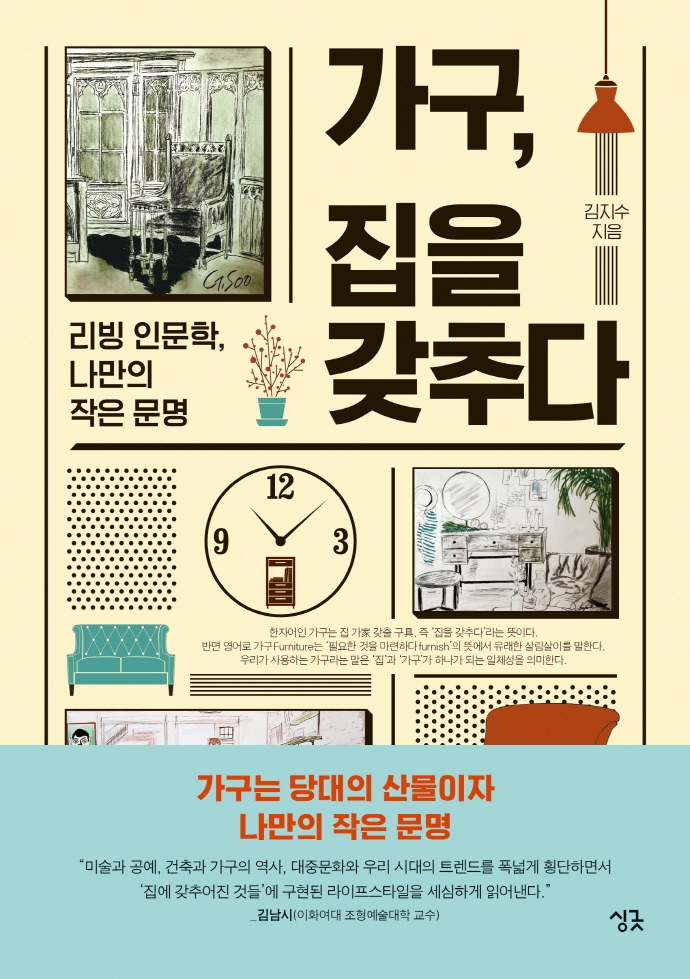 가구,
집을
갖추다
김지수
지음
G.Soo
리빙 인문학,
나만의
작은 문명
12
9
3
한자어인 가구는 집 가家 갖출 구具, 즉 '집을 갖추다'라는 뜻이다.
반면 영어로 가구Furniture는 '필요한 것을 마련하다furnish'의 뜻에서 유래한 살림살이를 말한다.
우리가 사용하는 가구라는 말은 '집'과 '가구'가 하나가 되는 일체성을 의미한다.
가구는 당대의 산물이자
나만의 작은 문명
“미술과 공예, 건축과 가구의 역사, 대중문화와 우리 시대의 트렌드를 폭넓게 횡단하면서
‘집에 갖추어진 것들’에 구현된 라이프스타일을 세심하게 읽어낸다.”
_김남시(이화여대 조형예술대학 교수)
싱긋